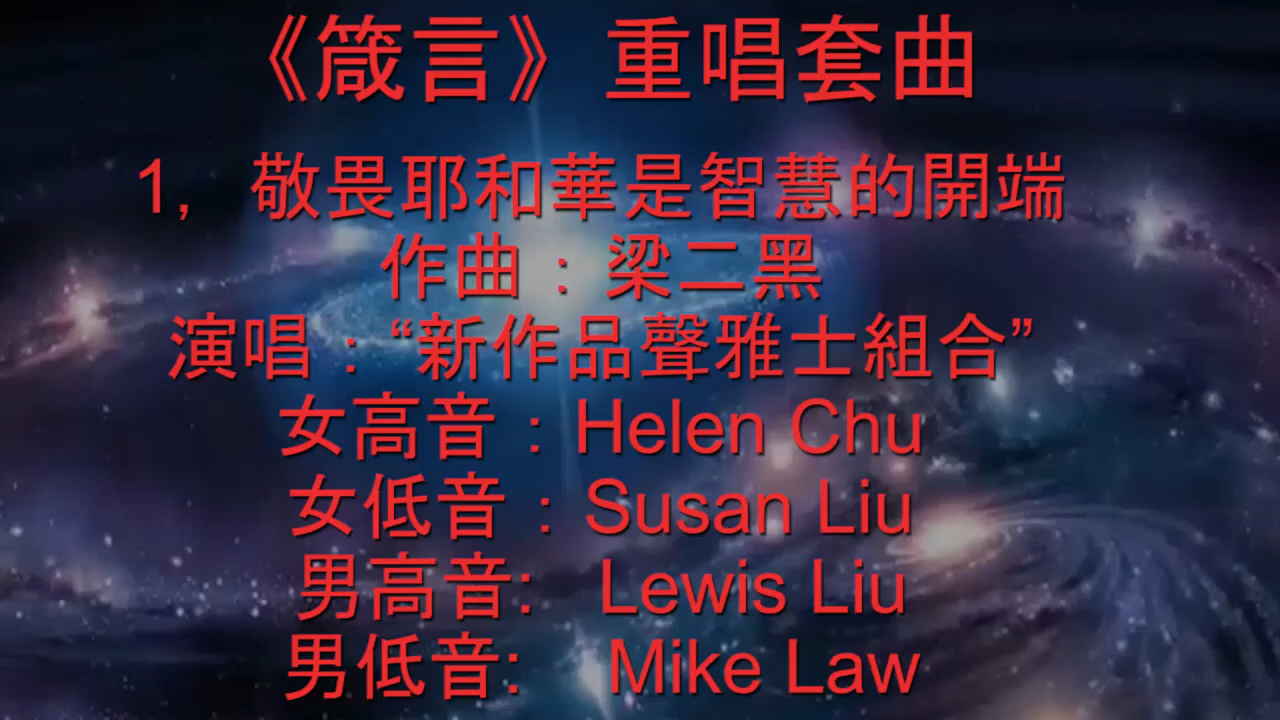 《箴言》重唱套曲
1, 敬畏耶和華是智慧的開端
作曲：梁二黑
演唱：“新作品聲雅士組合”
女高音：Helen Chu
女低音：Susan Liu
男高音: Lewis Liu
男低音: Mike Law